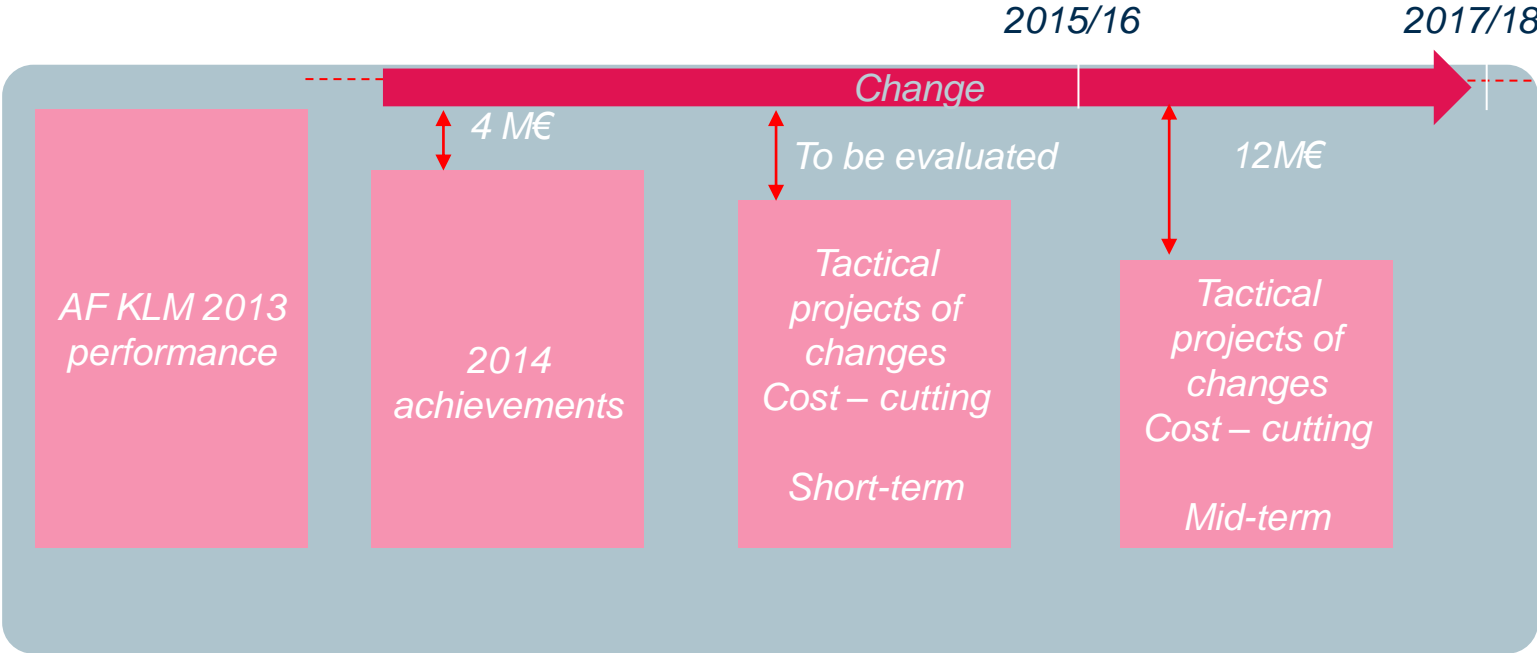 2015/16
2017/18
Change
4 M€
To be evaluated
12M€
AF KLM 2013
performance
2014
achievements
Tactical
projects of
changes
Cost – cutting
Short-term
Tactical
projects of
changes
Cost – cutting
Mid-term